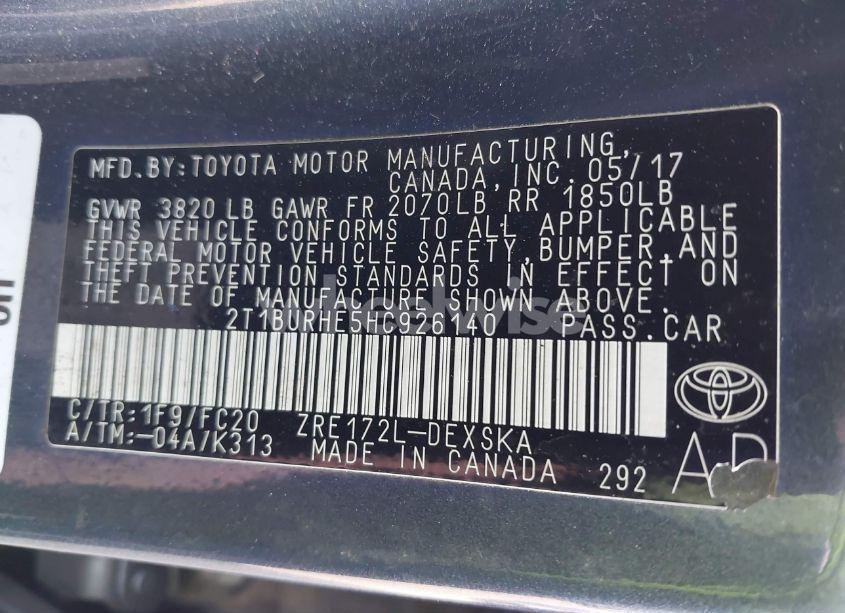 MFD.BY:TOYOTA MOTOR MANUFACTURING,
CANADA,INC. 05/17
GVWR 3820 LB GAWR FR 2070LB RR 1850LB
THIS VEHICLE CONFORMS TO ALL APPLICABLE
FEDERAL MOTOR VEHICLE SAFETY,BUMPER,AND
THEFT PREVENTION STANDARDS IN EFFECT ON
THE DATE OF MANUFACTURE SHOWN ABOVE.
2T1BURHE5HC926140 PASS.CAR
C/TR:1F9/FC20 ZRE172L-DEXSKA
A/TM:-04A/K313 MADE IN CANADA 292